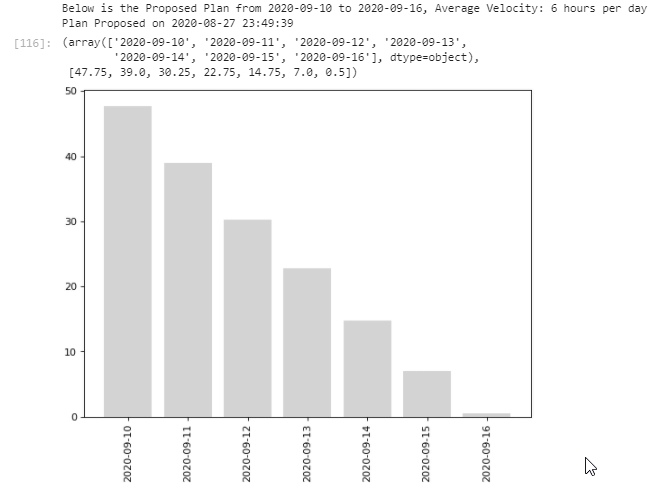 Below is the Proposed Plan from 2020-09-10 to 2020-09-16, Average Velocity: 6 hours per day
Plan Proposed on 2020-08-27 23:49:39
[116]: (array(['2020-09-10', '2020-09-11', '2020-09-12', '2020-09-13',
'2020-09-14', '2020-09-15', '2020-09-16'], dtype=object),
[47.75, 39.0, 30.25, 22.75, 14.75, 7.0, 0.5])
50
40
30
20
10
0
2020-09-10
2020-09-11
2020-09-12
2020-09-13
2020-09-14
2020-09-15
2020-09-16